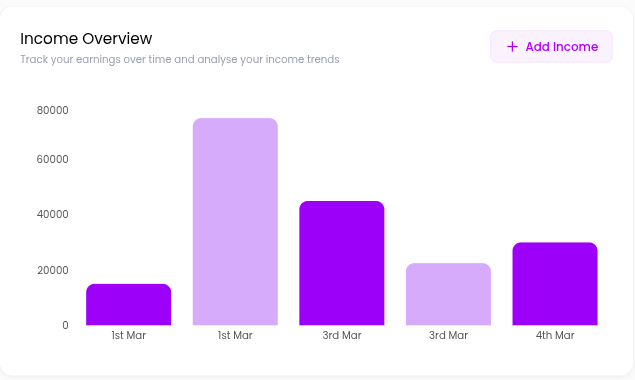 Income Overview
+ Add Income
Track your earnings over time and analyse your income trends
80000
60000
40000
20000
0
1st Mar 1st Mar 3rd Mar 3rd Mar 4th Mar